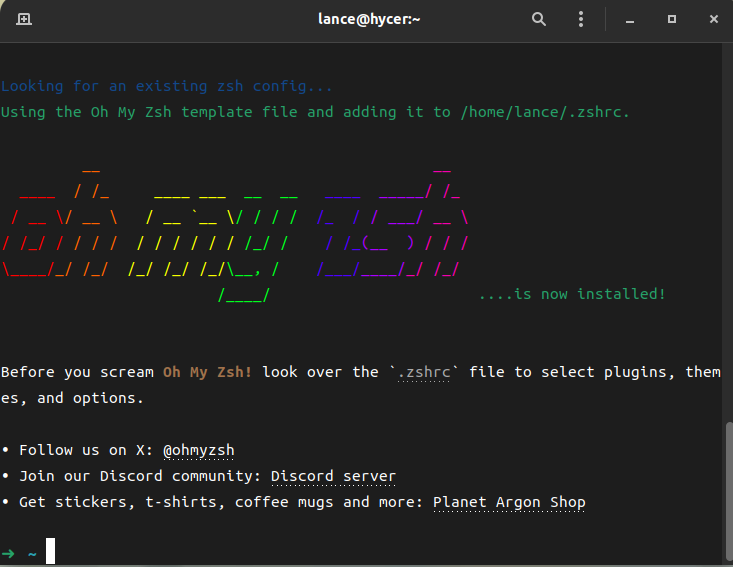 lance@hycer:~
Looking for an existing zsh config...
Using the Oh My Zsh template file and adding it to /home/lance/.zshrc.
         __                                     __
  ____  / /_     ____ ___  __  __   ____  _____/ /_
 / __ \/ __ \   / __ `__ \/ / / /  /_  / / ___/ __ \
/ /_/ / / / /  / / / / / / /_/ /    / /_(__  ) / / /
\____/_/ /_/  /_/ /_/ /_/\__, /    /___/____/_/ /_/
                        /____/                       ....is now installed!
Before you scream Oh My Zsh! look over the `.zshrc` file to select plugins, them
es, and options.
• Follow us on X: @ohmyzsh
• Join our Discord community: Discord server
• Get stickers, t-shirts, coffee mugs and more: Planet Argon Shop
➜ ~